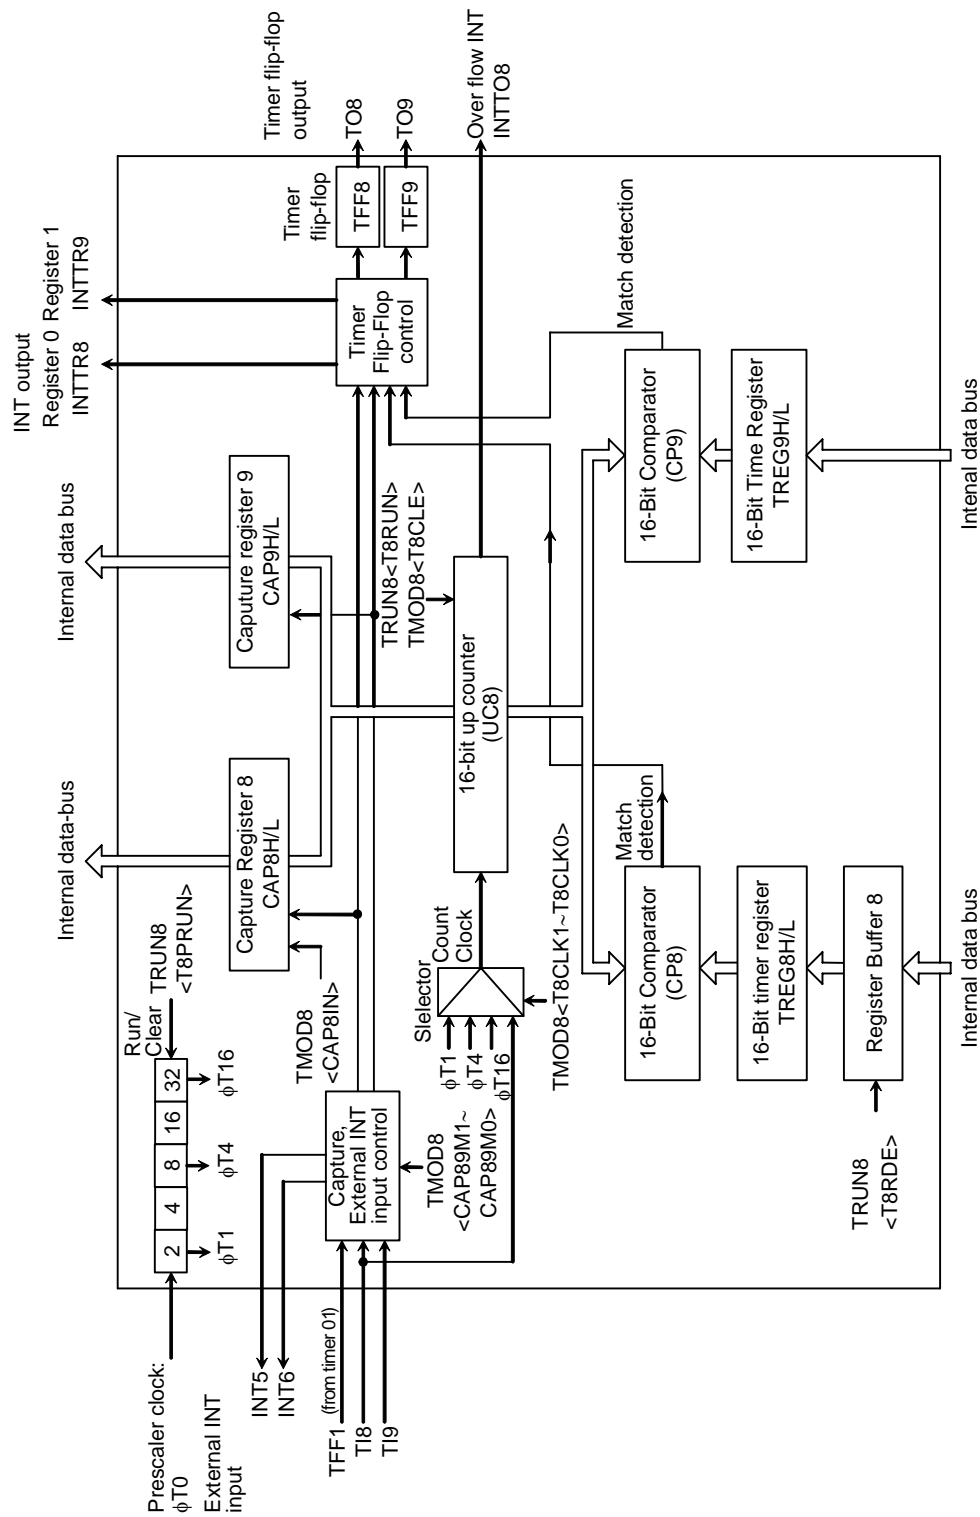 Prescaler clock:
ϕT0
External INT
input
2
4
8
16
32
ϕT1
ϕT4
ϕT16
Run/
Clear
TRUN8
<T8PRUN>
INT5
INT6
TFF1
(from timer 01)
TI8
TI9
Capture,
External INT
input control
TMOD8
<CAP89M1~
CAP89M0>
TMOD8
<CAP8IN>
Internal data-bus
Capture Register 8
CAP8H/L
Internal data bus
Caputure register 9
CAP9H/L
INT output
Register 0
INTTR8
Register 1
INTTR9
Timer
Flip-Flop
control
Timer
flip-flop
TFF8
TFF9
Timer flip-flop
output
TO8
TO9
Slelector
ϕT1
ϕT4
ϕT16
Count
Clock
TMOD8<T8CLK1~T8CLK0>
16-bit up counter
(UC8)
TRUN8<T8RUN>
TMOD8<T8CLE>
Over flow INT
INTTO8
Match
detection
16-Bit Comparator
(CP8)
16-Bit timer register
TREG8H/L
Register Buffer 8
TRUN8
<T8RDE>
Internal data bus
Match detection
16-Bit Comparator
(CP9)
16-Bit Time Register
TREG9H/L
Intenal data bus